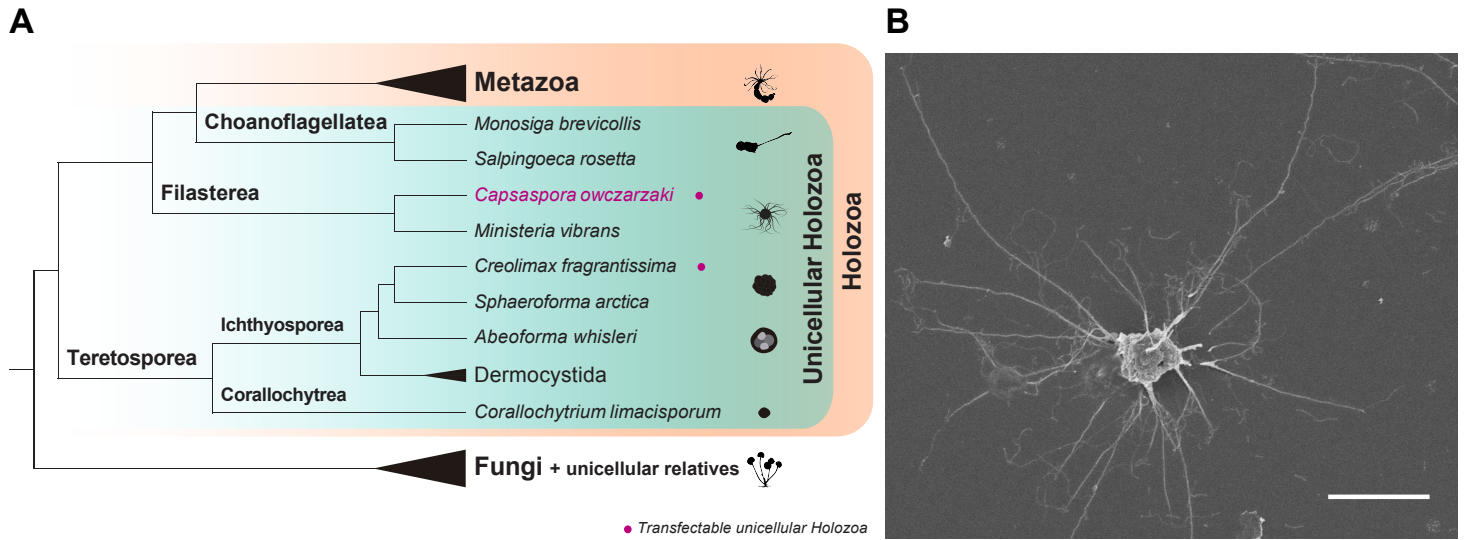 A
B
Metazoa
Choanoflagellatea
Monosiga brevicollis
Salpingoeca rosetta
Filasterea
Capsaspora owczarzaki
Ministeria vibrans
Creolimax fragrantissima
Sphaeroforma arctica
Ichthyosporea
Abeoforma whisleri
Teretosporea
Dermocystida
Corallochytrea
Corallochytrium limacisporum
Unicellular Holozoa
Holozoa
Fungi + unicellular relatives
Transfectable unicellular Holozoa